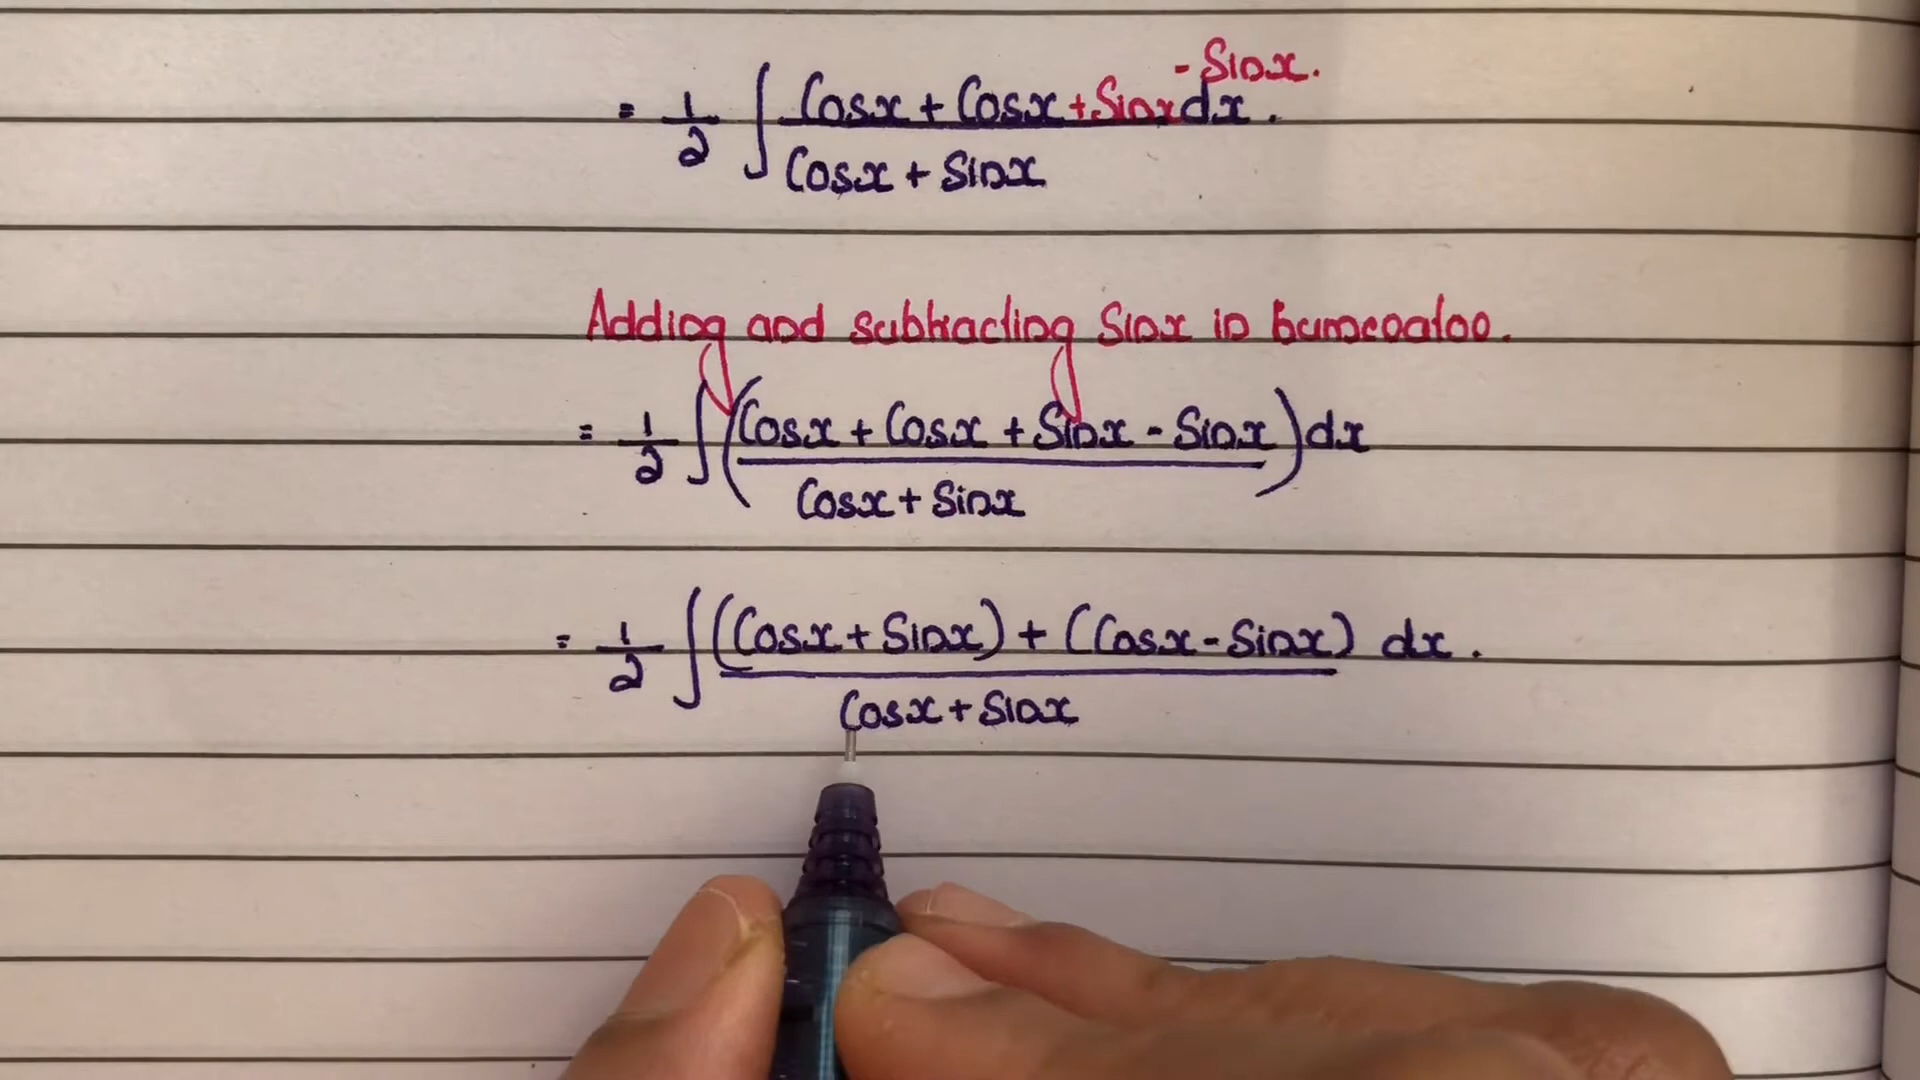 - Sinx.
= 1/2 ∫ Cosx + Cosx + Sinx dx.
Cosx + Sinx
Adding and subtracting Sinx in
= 1/2 ∫ (Cosx + Cosx + Sinx - Sinx) dx
Cosx + Sinx
= 1/2 ∫ (Cosx + Sinx) + (Cosx - Sinx) dx.
Cosx + Sinx